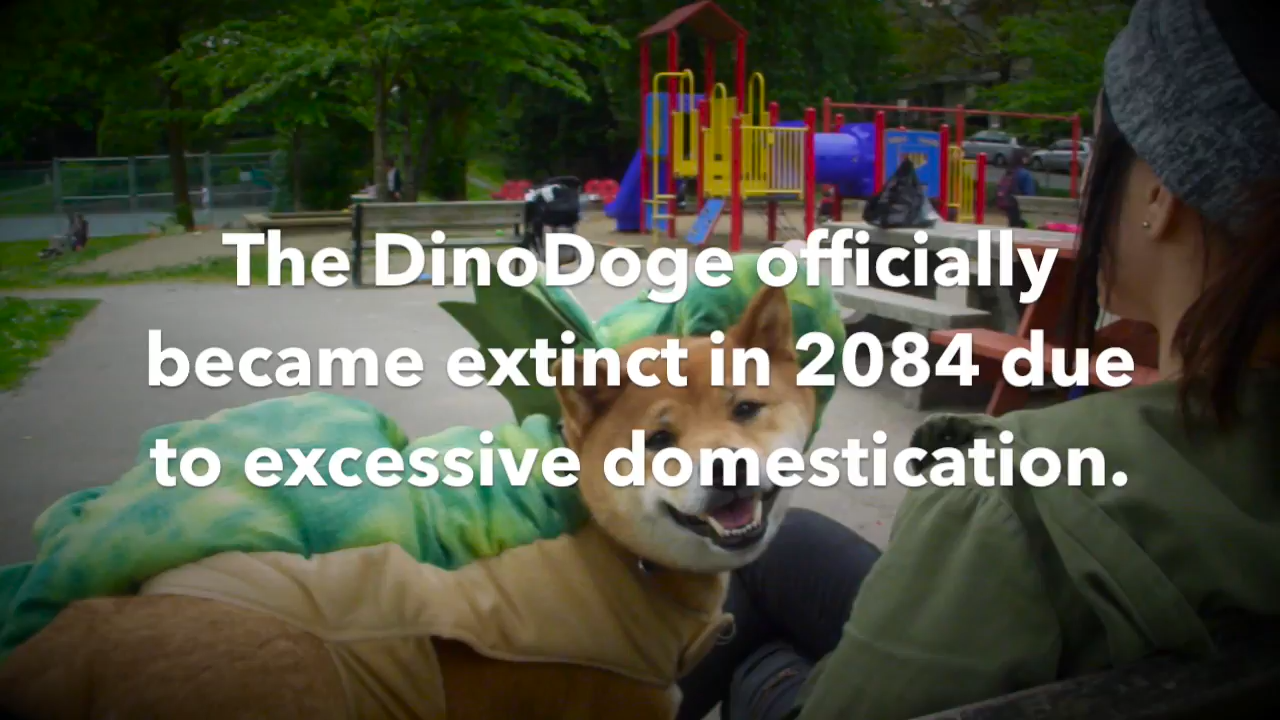 The DinoDoge officially
became extinct in 2084 due
to excessive domestication.